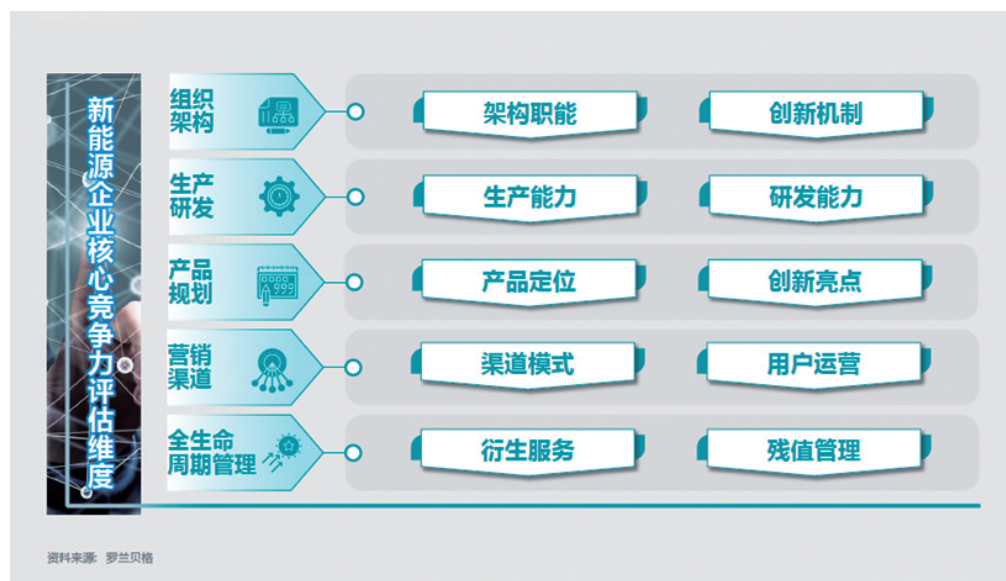 新能源企业核心竞争力评估维度
组织
架构
架构职能
创新机制
生产
研发
生产能力
研发能力
产品
规划
产品定位
创新亮点
营销
渠道
渠道模式
用户运营
全生命
周期管理
衍生服务
残值管理
资料来源: 罗兰贝格